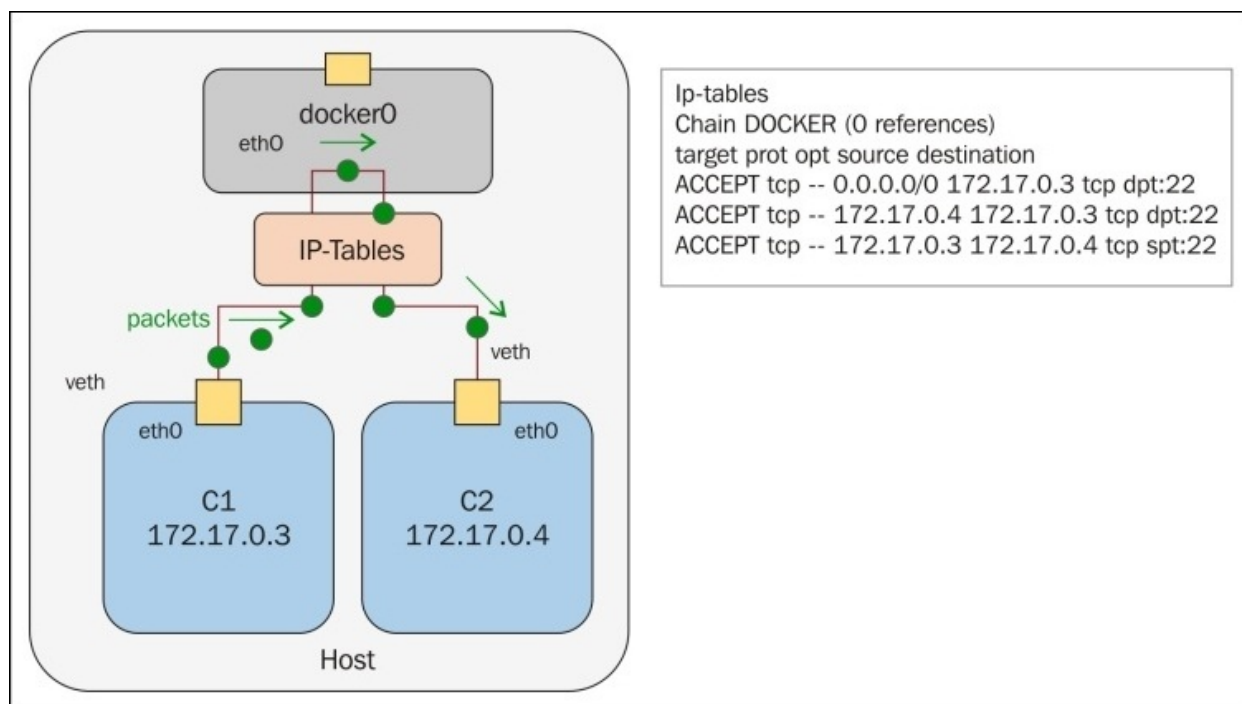 docker0
eth0
IP-Tables
packets
veth
veth
eth0
eth0
C1
172.17.0.3
C2
172.17.0.4
Host
Ip-tables
Chain DOCKER (0 references)
target prot opt source destination
ACCEPT tcp -- 0.0.0.0/0 172.17.0.3 tcp dpt:22
ACCEPT tcp -- 172.17.0.4 172.17.0.3 tcp dpt:22
ACCEPT tcp -- 172.17.0.3 172.17.0.4 tcp spt:22